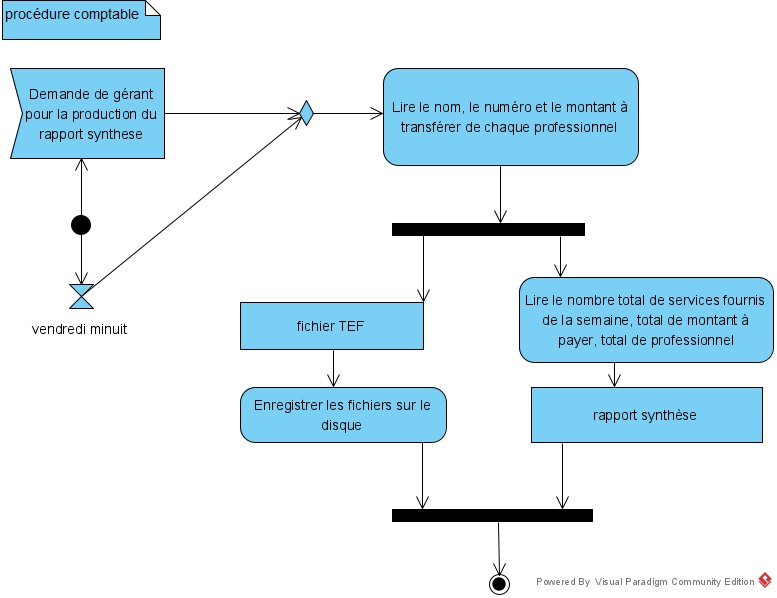 procédure comptable
Demande de gérant
pour la production du
rapport synthese
Lire le nom, le numéro et le montant à
transférer de chaque professionnel
vendredi minuit
fichier TEF
Lire le nombre total de services fournis
de la semaine, total de montant à
payer, total de professionnel
Enregistrer les fichiers sur le
disque
rapport synthèse
Powered By Visual Paradigm Community Edition